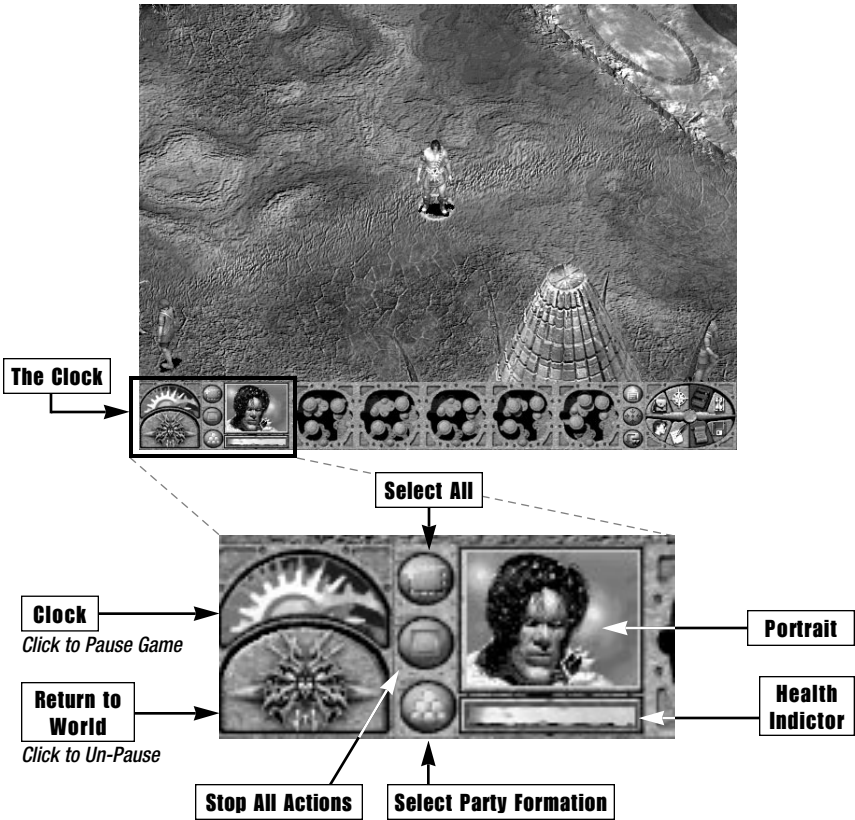 The Clock
Select All
Clock
Click to Pause Game
Portrait
Return to
World
Click to Un-Pause
Health
Indictor
Stop All Actions
Select Party Formation